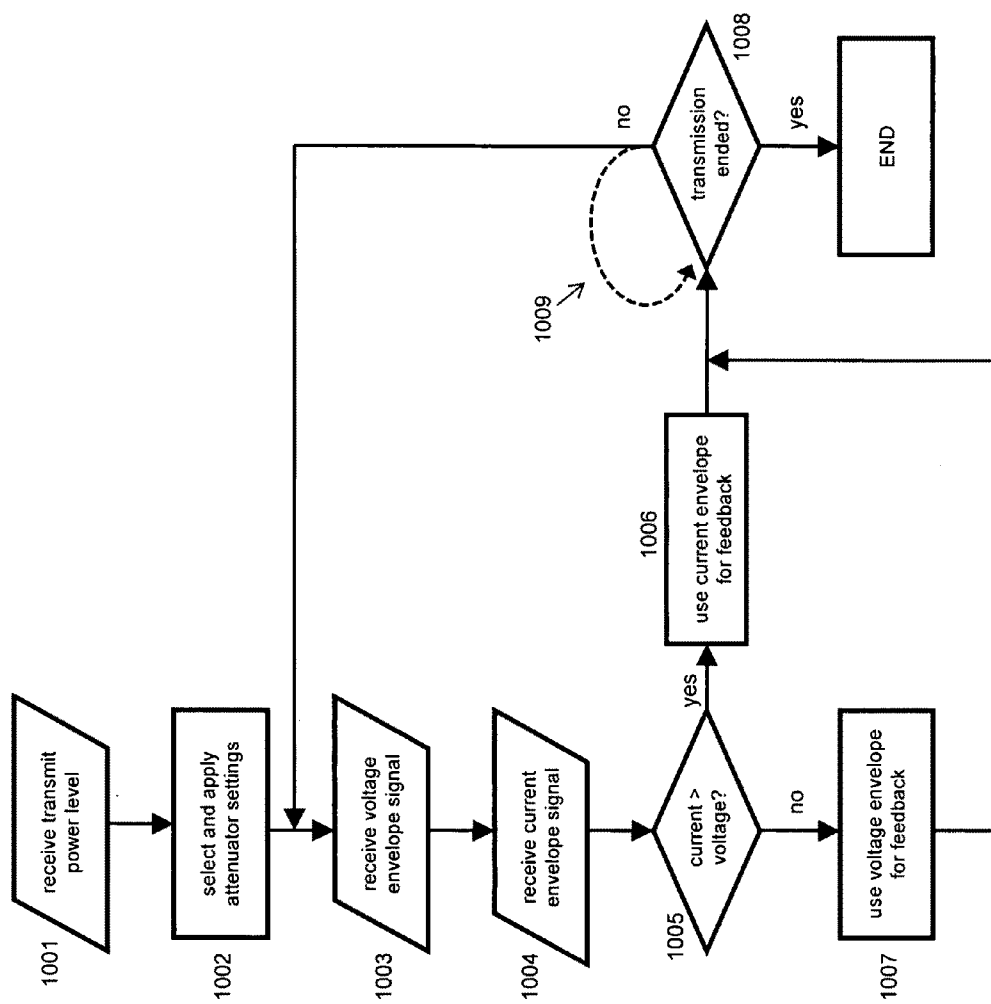 1001
receive transmit
power level
1002
select and apply
attenuator settings
1003
receive voltage
envelope signal
1004
receive current
envelope signal
1005
current >
voltage?
yes
no
1006
use current envelope
for feedback
1007
use voltage envelope
for feedback
1009
no
transmission
ended?
1008
yes
END